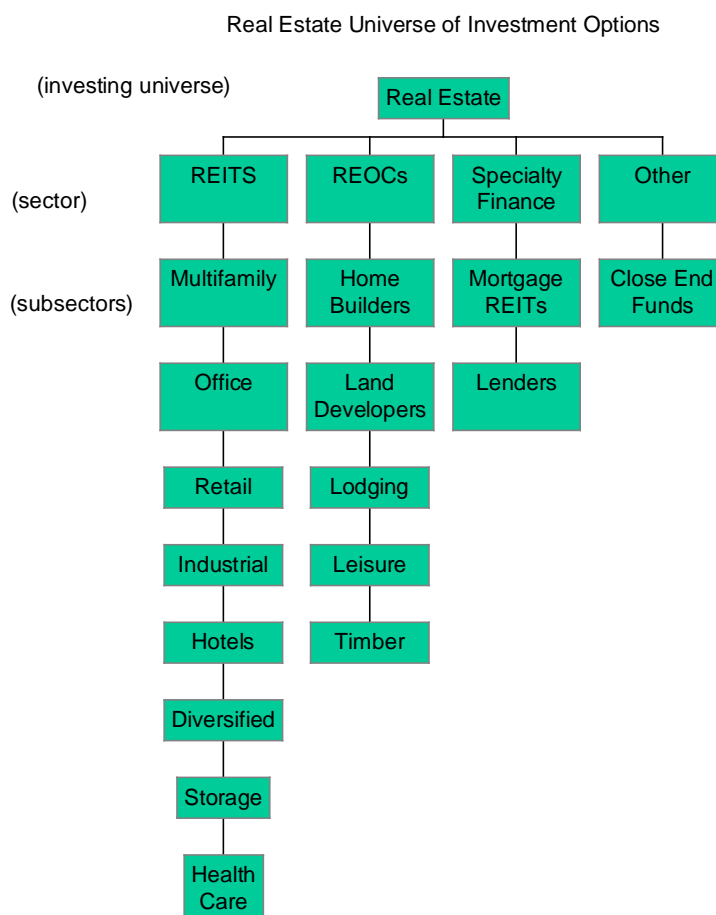 Real Estate Universe of Investment Options
(investing universe)
Real Estate
(sector)
REITS
REOCs
Specialty
Finance
Other
(subsectors)
Multifamily
Home
Builders
Mortgage
REITs
Close End
Funds
Office
Land
Developers
Lenders
Retail
Lodging
Industrial
Leisure
Hotels
Timber
Diversified
Storage
Health
Care